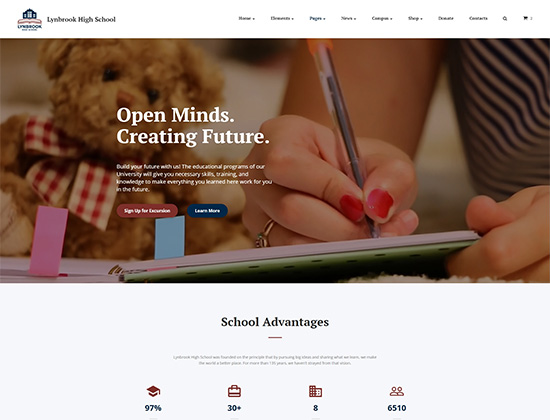 LYNBROOK
HIGH SCHOOL
Lynbrook High School
Home
Elements
Pages
News
Campus
Shop
Donate
Contacts
0
Open Minds.
Creating Future.
Build your future with us! The educational programs of our
University will give you necessary skills, training, and
knowledge to make everything you learned here work for you
in the future.
Sign Up for Excursion
Learn More
School Advantages
Lynbrook High School was founded on the principle that by pursuing big ideas and sharing what we learn, we make
the world a better place. For more than 135 years, we haven't strayed from that vision.
97%
30+
8
6510